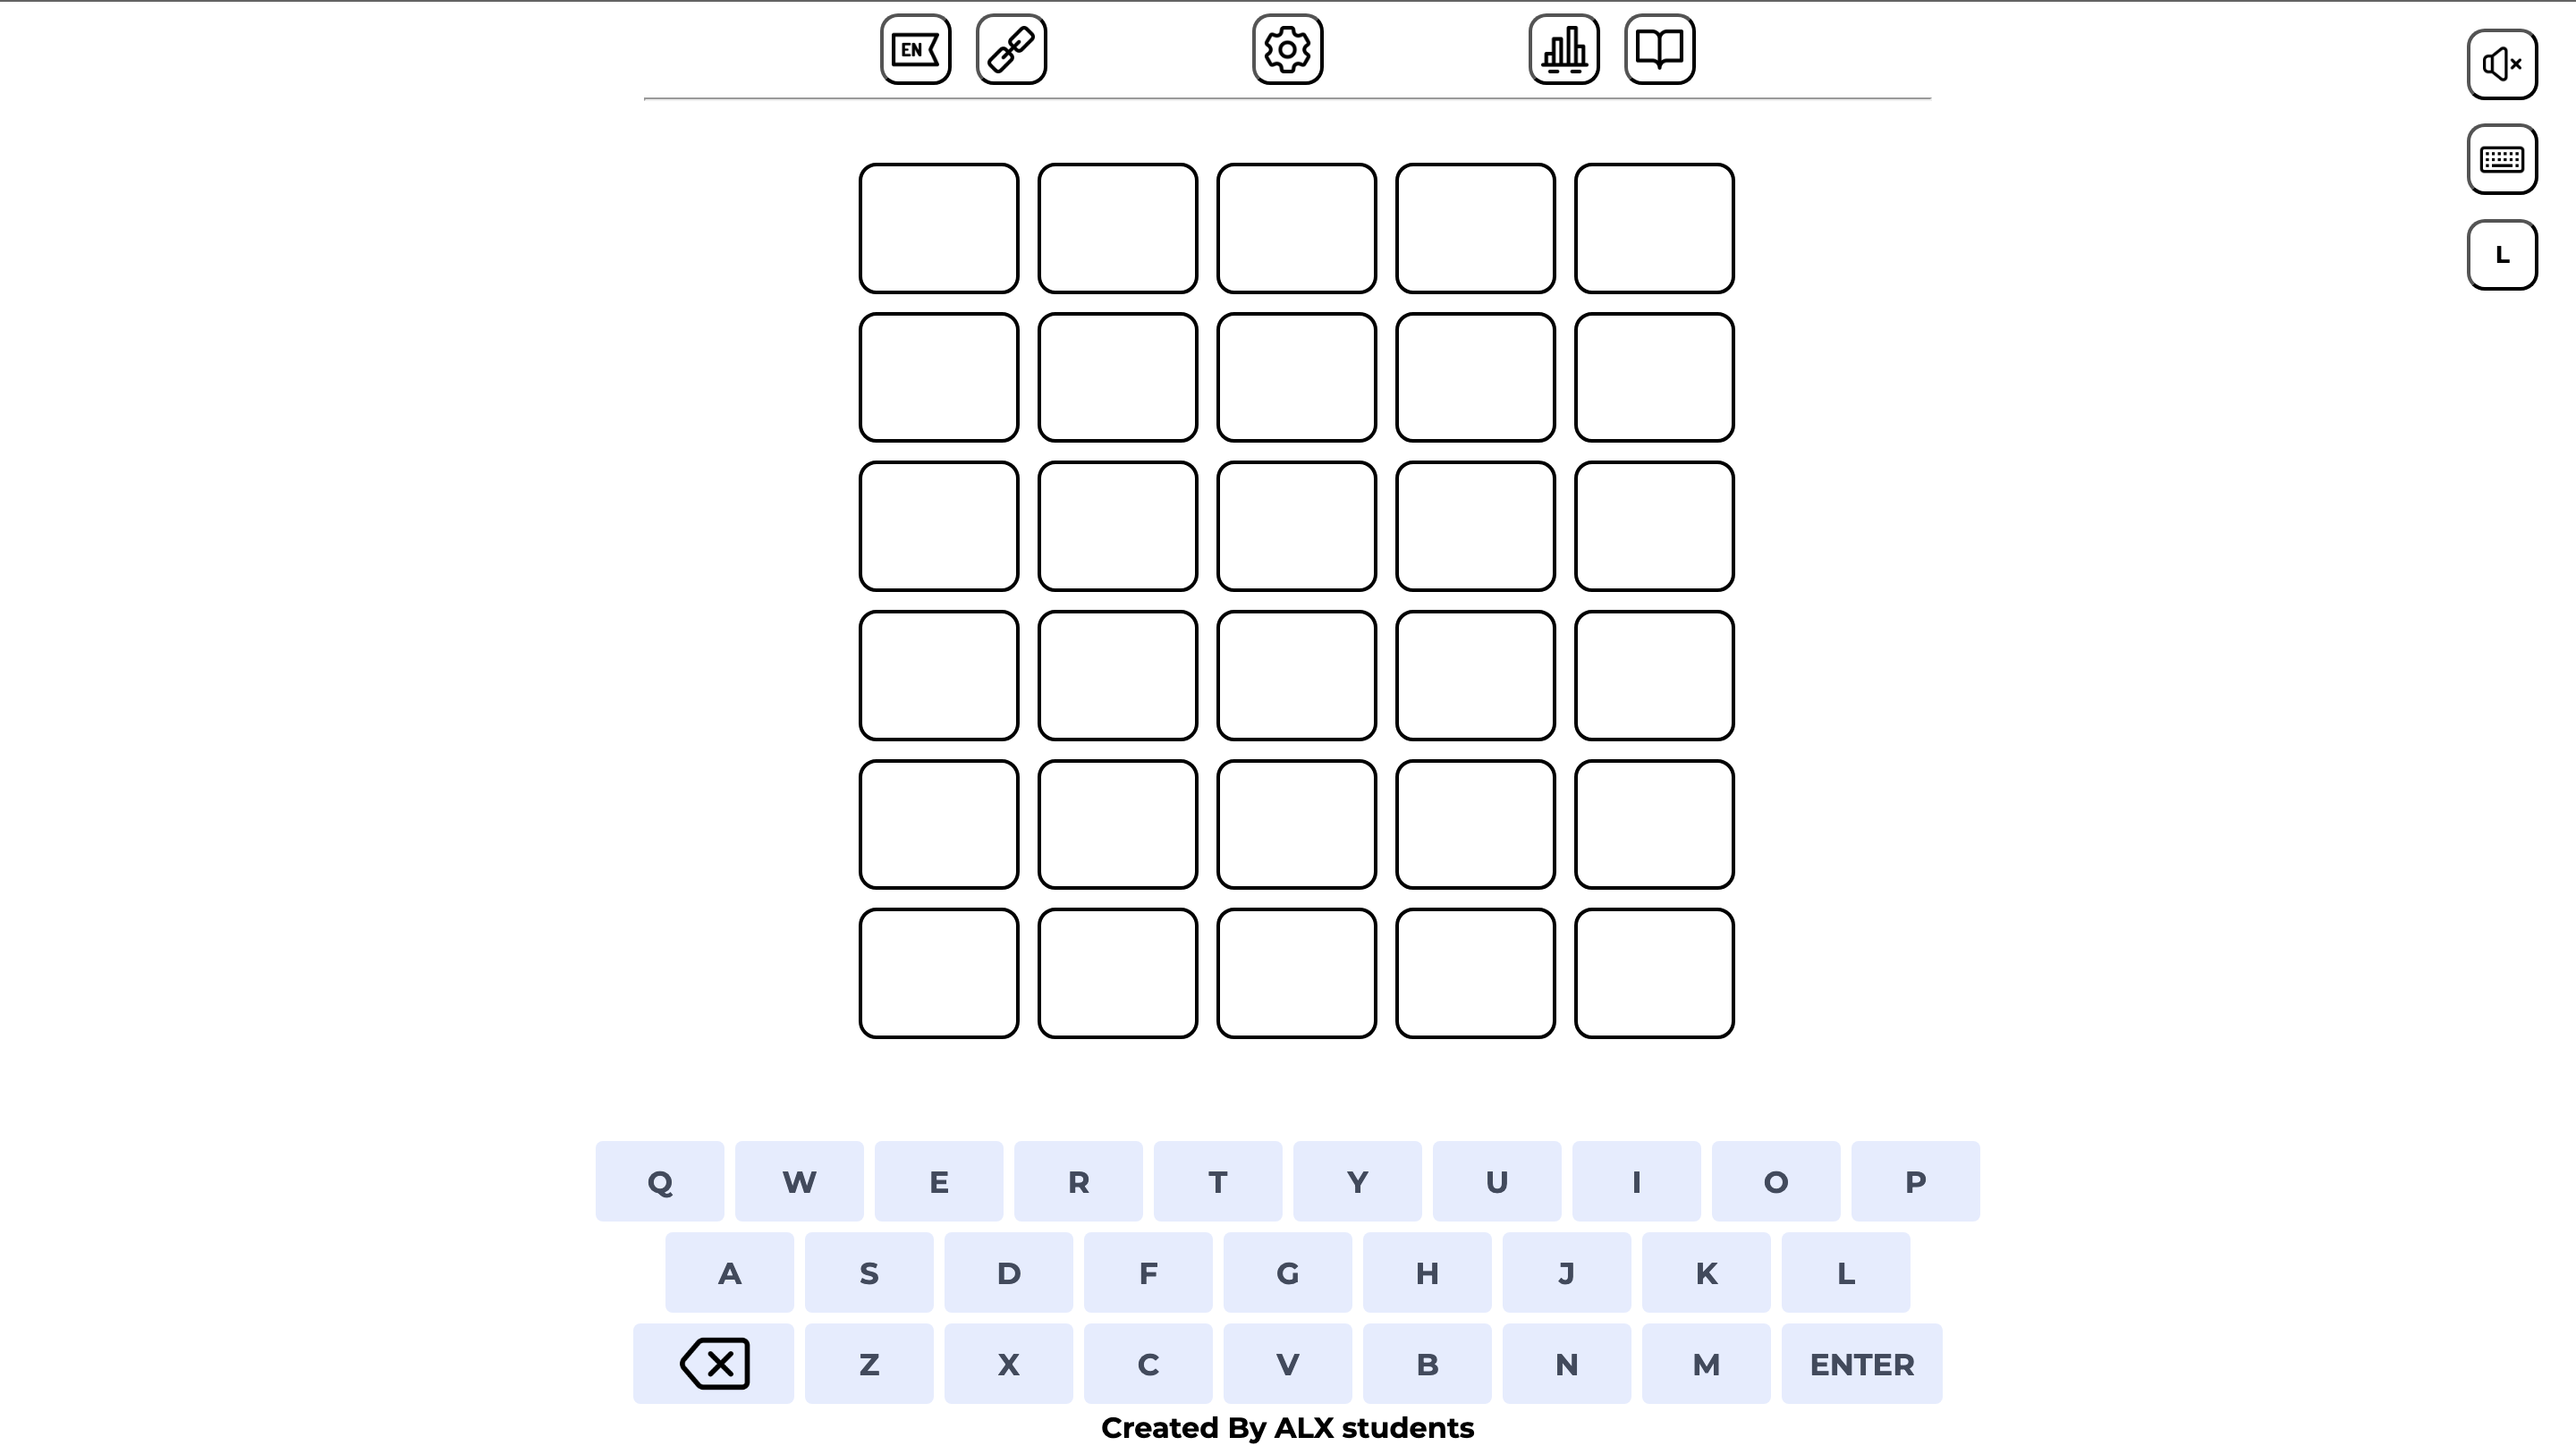 EN
L
Q W E R T Y U I O P
A S D F G H J K L
Z X C V B N M ENTER
Created By ALX students